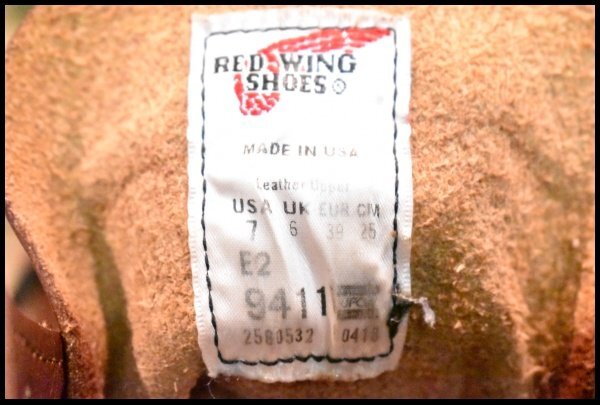 RED WING
SHOES
MADE IN USA
Leather Upper
USA UK EUR CM
7 6 39 25
E2
9411
2580532 0416